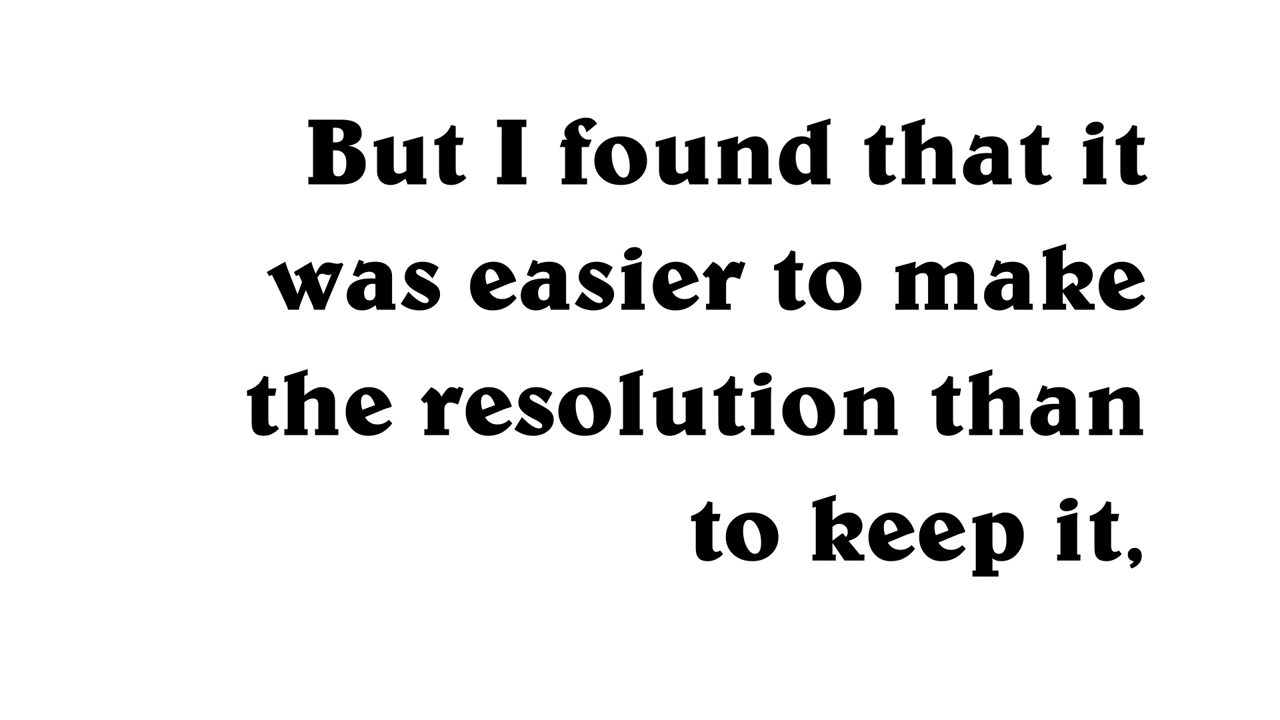 But I found that it
was easier to make
the resolution than
to keep it,